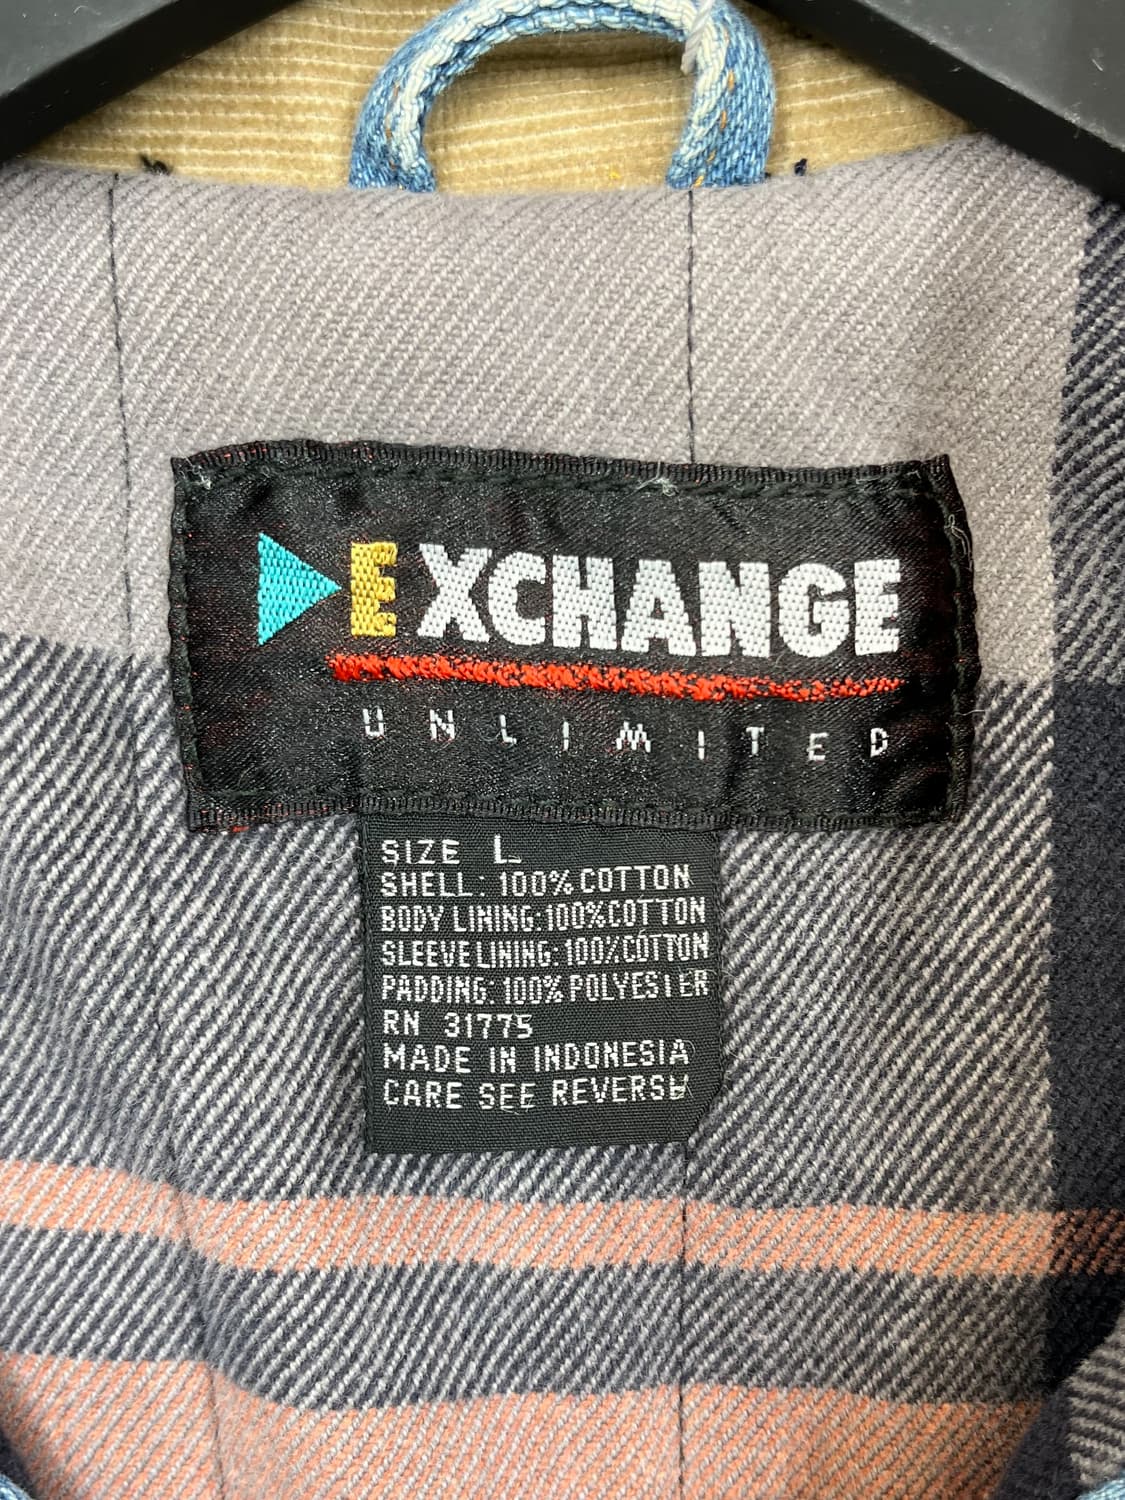 EXCHANGE
UNLIMITED
SIZE L
SHELL: 100% COTTON
BODY LINING: 100% COTTON
SLEEVE LINING: 100% COTTON
PADDING: 100% POLYESTER
RN 31775
MADE IN INDONESIA
CARE SEE REVERSE